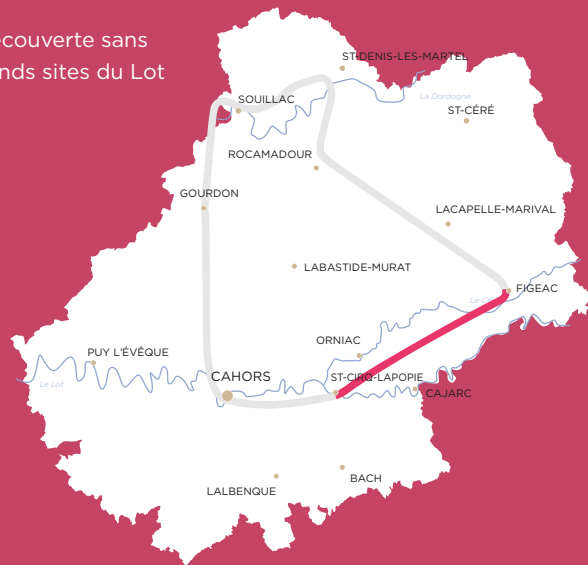 écouverte sans
nds sites du Lot
ST-DENIS-LES-MARTEL
La Dordogne
SOUILLAC
ST-CÉRÉ
ROCAMADOUR
GOURDON
LACAPELLE-MARIVAL
LABASTIDE-MURAT
FIGEAC
ORNIAC
PUY L'ÉVÊQUE
CAHORS
ST-CIRQ-LAPOPIE
Le Lot
CAJARC
BACH
LALBENQUE